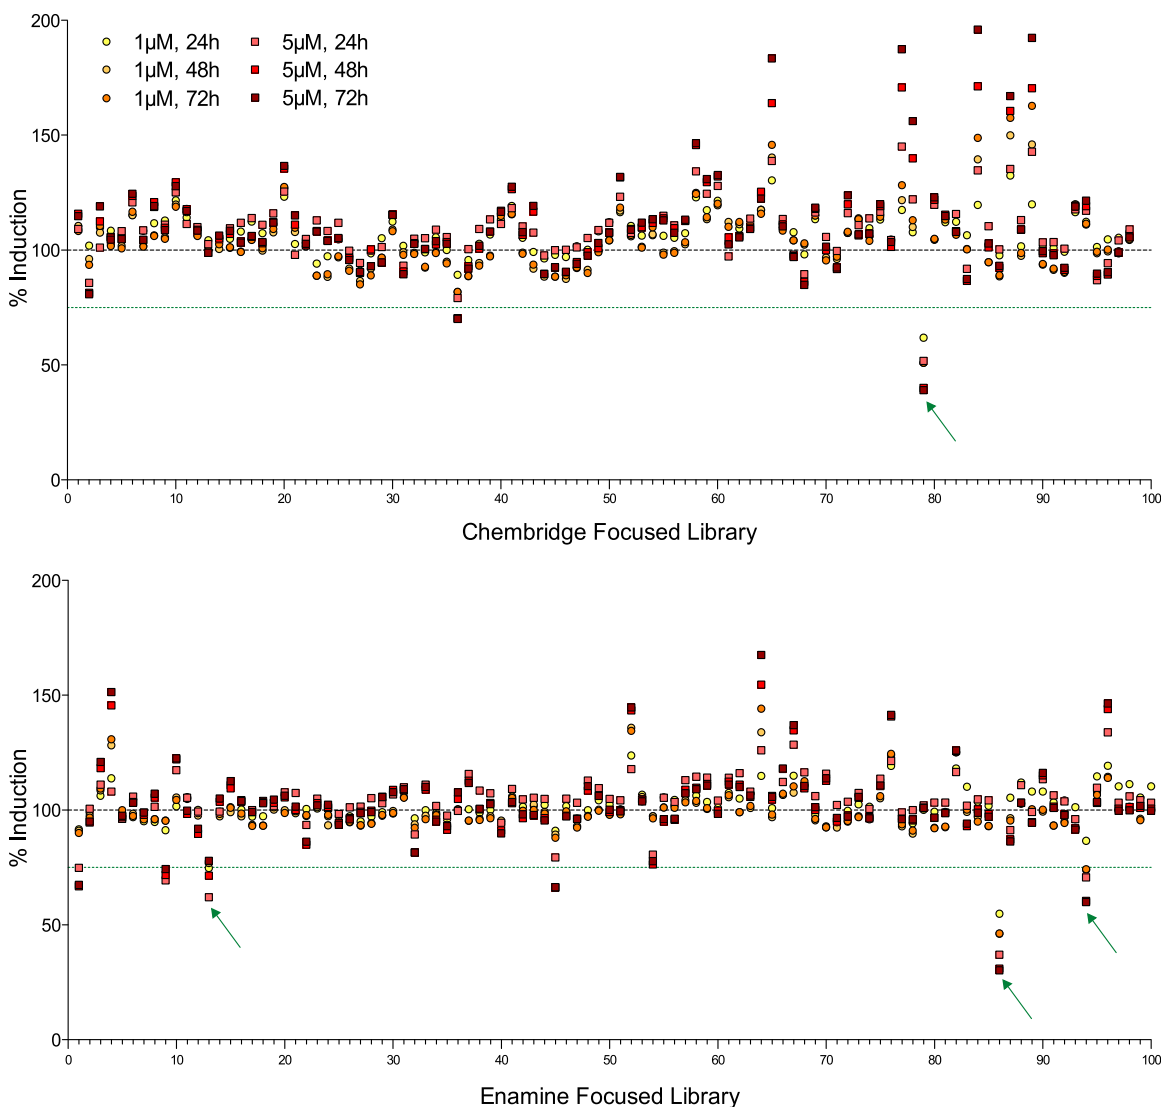 200
150
100
50
0
% Induction
1µM, 24h
1µM, 48h
1µM, 72h
5µM, 24h
5µM, 48h
5µM, 72h
0 10 20 30 40 50 60 70 80 90 100
Chembridge Focused Library
200
150
100
50
0
% Induction
0 10 20 30 40 50 60 70 80 90 100
Enamine Focused Library